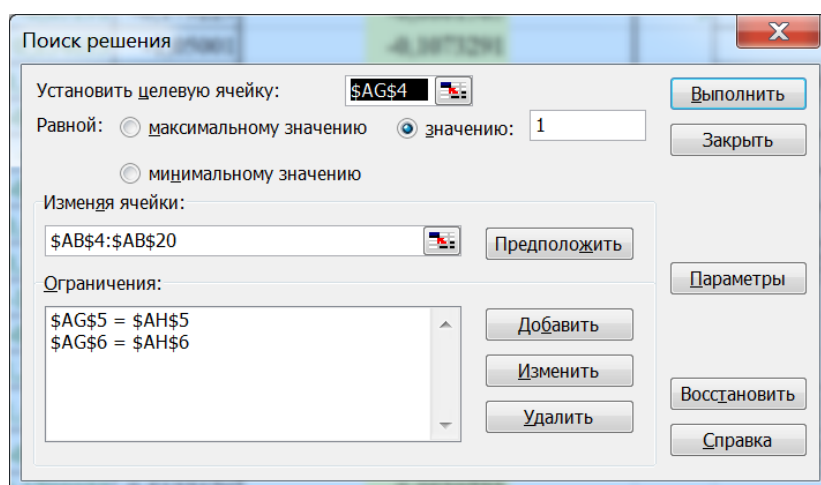 Поиск решения
Установить целевую ячейку: $AG$4
Равной: максимальному значению значению: 1
минимальному значению
Изменяя ячейки:
$AB$4:$AB$20
Предположить
Ограничения:
$AG$5 = $AH$5
$AG$6 = $AH$6
Добавить
Изменить
Удалить
Выполнить
Закрыть
Параметры
Восстановить
Справка